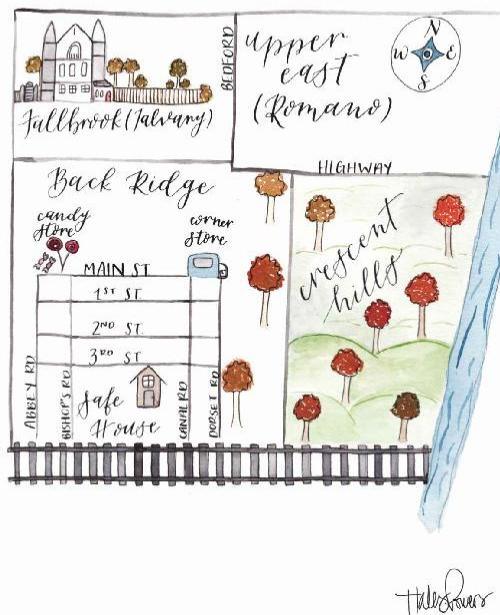 N
W E
S
BEDFORD
upper
east
(Romano)
Fallbrook (Talvany)
HIGHWAY
Back Ridge
candy
store
corner
store
crescent
hills
MAIN ST
1ST ST
2ND ST
3RD ST
ABBEY RD
BISHOP'S RD
Safe
House
CANAL RD
DORSET RD